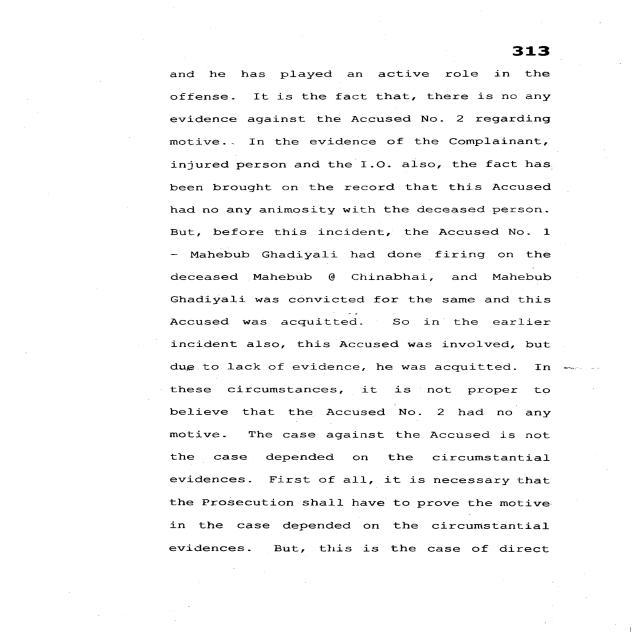 313
and he has played an active role in the
offense. It is the fact that, there is no any
evidence against the Accused No. 2 regarding
motive.. In the evidence of the Complainant,
injured person and the I.O. also, the fact has
been brought on the record that this Accused
had no any animosity with the deceased person.
But, before this incident, the Accused No. 1
- Mahebub Ghadiyali had done firing on the
deceased Mahebub @ Chinabhai, and Mahebub
Ghadiyali was convicted for the same and this
Accused was acquitted. So in the earlier
incident also, this Accused was involved, but
due to lack of evidence, he was acquitted. In
these circumstances, it is not proper to
believe that the Accused No. 2 had no any
motive. The case against the Accused is not
the case depended on the circumstantial
evidences. First of all, it is necessary that
the Prosecution shall have to prove the motive
in the case depended on the circumstantial
evidences. But, this is the case of direct